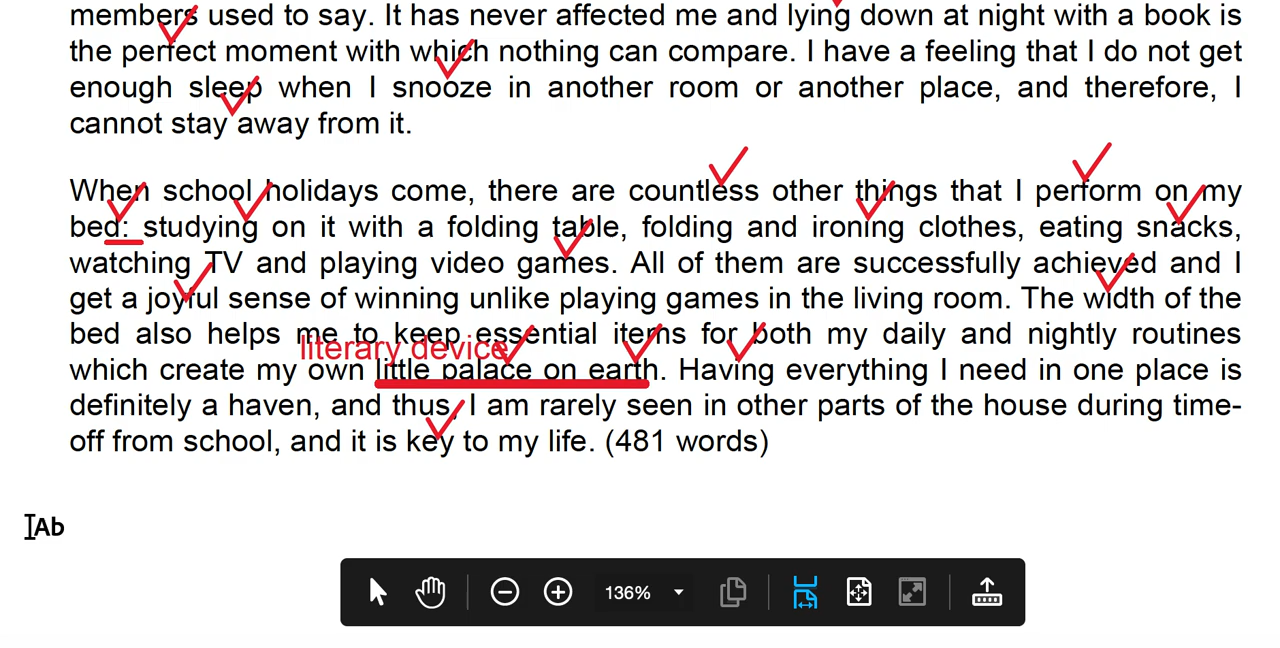 members used to say. It has never affected me and lying down at night with a book is
the perfect moment with which nothing can compare. I have a feeling that I do not get
enough sleep when I snooze in another room or another place, and therefore, I
cannot stay away from it.
When school holidays come, there are countless other things that I perform on my
bed: studying on it with a folding table, folding and ironing clothes, eating snacks,
watching TV and playing video games. All of them are successfully achieved and I
get a joyful sense of winning unlike playing games in the living room. The width of the
bed also helps me to keep essential items for both my daily and nightly routines
literary device
which create my own little palace on earth. Having everything I need in one place is
definitely a haven, and thus, I am rarely seen in other parts of the house during time-
off from school, and it is key to my life. (481 words)
Ab
136%